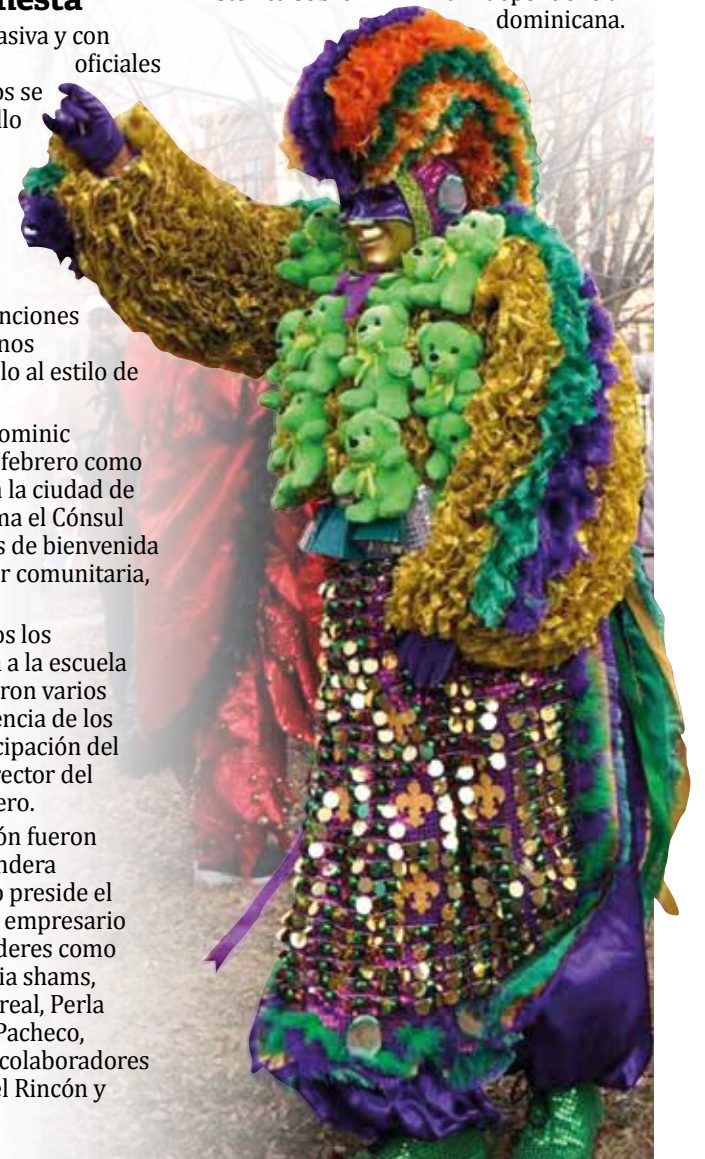 dominicana.
asiva y con
oficiales
os se
llo
nciones
nos
lo al estilo de
ominic
febrero como
la ciudad de
ma el Cónsul
s de bienvenida
r comunitaria,
os los
a la escuela
ron varios
encia de los
cipación del
rector del
ero.
ón fueron
ndera
o preside el
empresario
deres como
ia shams,
real, Perla
Pacheco,
colaboradores
el Rincón y